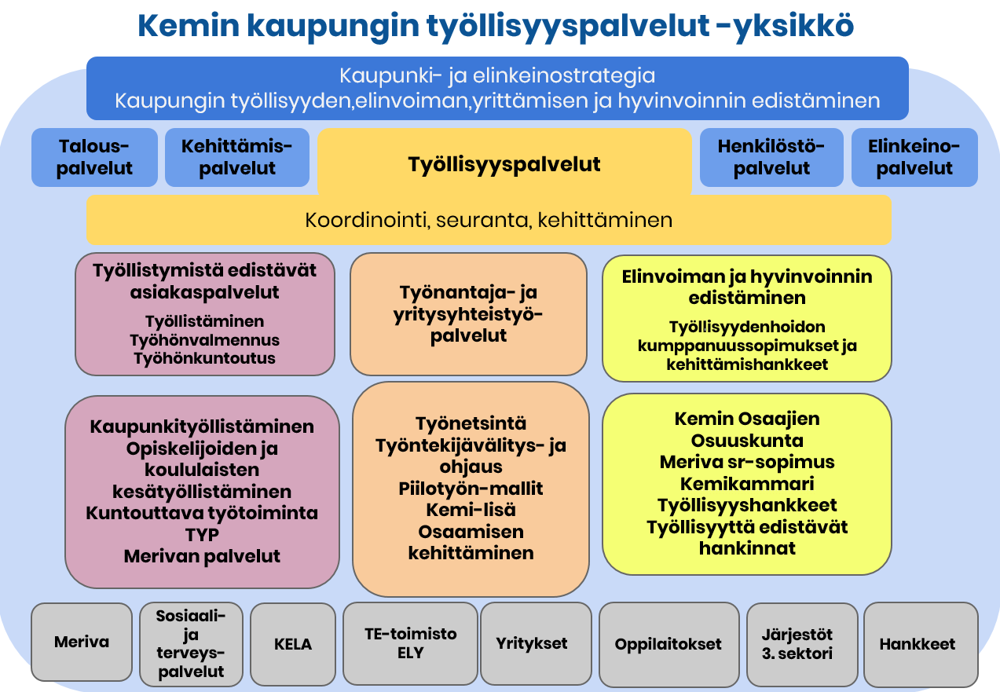 Kemin kaupungin työllisyyspalvelut -yksikkö
Kaupunki- ja elinkeinostrategia
Kaupungin työllisyyden,elinvoiman,yrittämisen ja hyvinvoinnin edistäminen
Talous-
palvelut
Kehittämis-
palvelut
Työllisyyspalvelut
Henkilöstö-
palvelut
Elinkeino-
palvelut
Koordinointi, seuranta, kehittäminen
Työllistymistä edistävät
asiakaspalvelut
Työllistäminen
Työhönvalmennus
Työhönkuntoutus
Työnantaja- ja
yritysyhteistyö-
palvelut
Elinvoiman ja hyvinvoinnin
edistäminen
Työllisyydenhoidon
kumppanuussopimukset ja
kehittämishankkeet
Kaupunkityöllistäminen
Opiskelijoiden ja
koululaisten
kesätyöllistäminen
Kuntouttava työtoiminta
TYP
Merivan palvelut
Työnetsintä
Työntekijävälitys- ja
ohjaus
Piilotyön-mallit
Kemi-lisä
Osaamisen
kehittäminen
Kemin Osaajien
Osuuskunta
Meriva sr-sopimus
Kemikammari
Työllisyyshankkeet
Työllisyyttä edistävät
hankinnat
Meriva
Sosiaali-
ja
terveys-
palvelut
KELA
TE-toimisto
ELY
Yritykset
Oppilaitokset
Järjestöt
3. sektori
Hankkeet